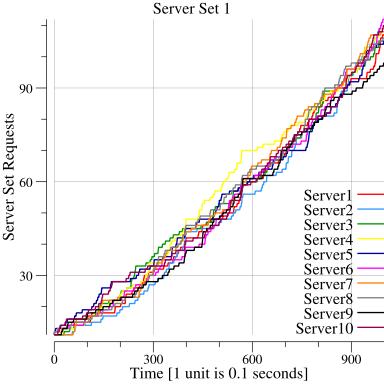 Server Set 1
Server Set Requests
90
60
30
Server1
Server2
Server3
Server4
Server5
Server6
Server7
Server8
Server9
Server10
0 300 600 900
Time [1 unit is 0.1 seconds]